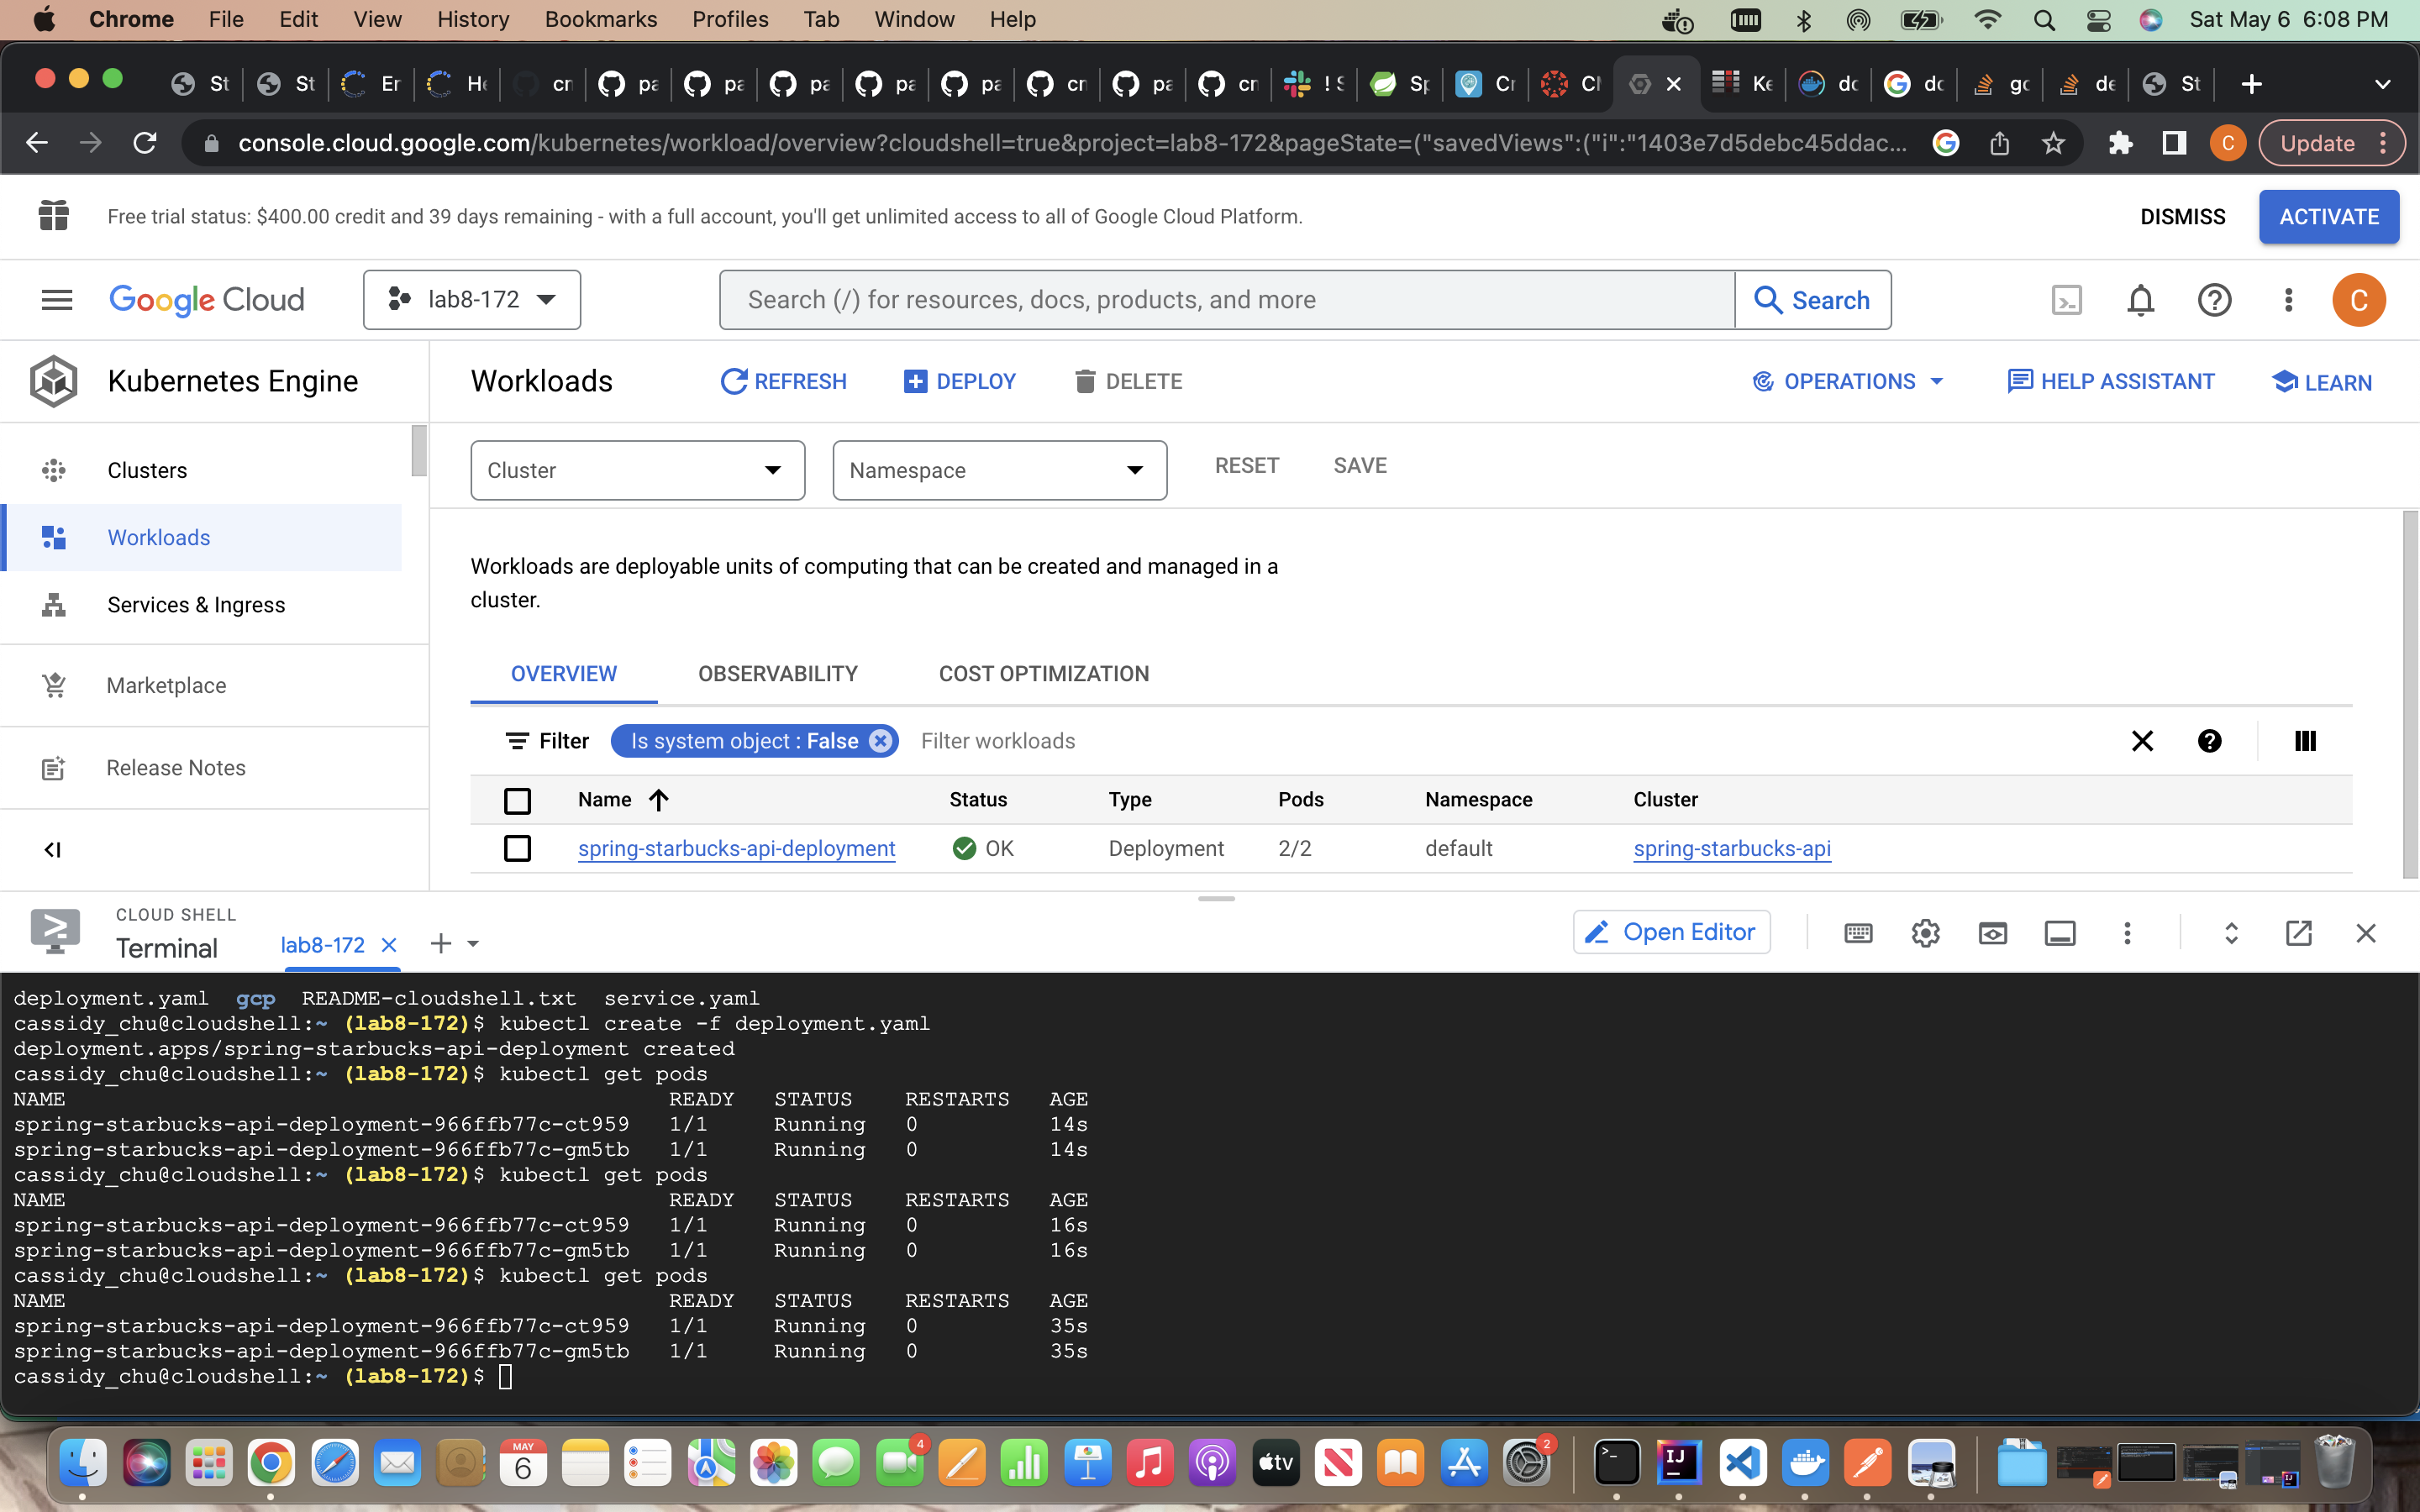 Chrome File Edit View History Bookmarks Profiles Tab Window Help Sat May 6 6:08 PM
St St Er He cn pa pa pa pa pa cn pa cn ! S Sp Cr Ke dc dc gc de St
console.cloud.google.com/kubernetes/workload/overview?cloudshell=true&project=lab8-172&pageState=("savedViews":("i":"1403e7d5debc45ddac... C Update
Free trial status: $400.00 credit and 39 days remaining - with a full account, you'll get unlimited access to all of Google Cloud Platform. DISMISS ACTIVATE
Google Cloud lab8-172 Search (/) for resources, docs, products, and more Search C
Kubernetes Engine Workloads REFRESH DEPLOY DELETE OPERATIONS HELP ASSISTANT LEARN
Clusters Cluster Namespace RESET SAVE
Workloads
Services & Ingress
Marketplace
Release Notes
Workloads are deployable units of computing that can be created and managed in a
cluster.
OVERVIEW OBSERVABILITY COST OPTIMIZATION
Filter Is system object : False Filter workloads
Name Status Type Pods Namespace Cluster
spring-starbucks-api-deployment OK Deployment 2/2 default spring-starbucks-api
CLOUD SHELL
Terminal lab8-172 Open Editor
deployment.yaml gcp README-cloudshell.txt service.yaml
cassidy_chu@cloudshell:~ (lab8-172)$ kubectl create -f deployment.yaml
deployment.apps/spring-starbucks-api-deployment created
cassidy_chu@cloudshell:~ (lab8-172)$ kubectl get pods
NAME READY STATUS RESTARTS AGE
spring-starbucks-api-deployment-966ffb77c-ct959 1/1 Running 0 14s
spring-starbucks-api-deployment-966ffb77c-gm5tb 1/1 Running 0 14s
cassidy_chu@cloudshell:~ (lab8-172)$ kubectl get pods
NAME READY STATUS RESTARTS AGE
spring-starbucks-api-deployment-966ffb77c-ct959 1/1 Running 0 16s
spring-starbucks-api-deployment-966ffb77c-gm5tb 1/1 Running 0 16s
cassidy_chu@cloudshell:~ (lab8-172)$ kubectl get pods
NAME READY STATUS RESTARTS AGE
spring-starbucks-api-deployment-966ffb77c-ct959 1/1 Running 0 35s
spring-starbucks-api-deployment-966ffb77c-gm5tb 1/1 Running 0 35s
cassidy_chu@cloudshell:~ (lab8-172)$
MAY
6 4 tv 2 IJ